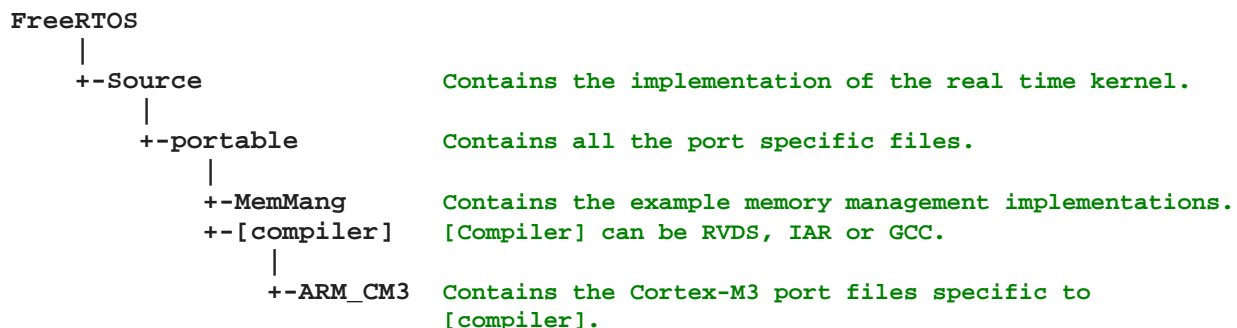 FreeRTOS
|
+-Source Contains the implementation of the real time kernel.
|
+-portable Contains all the port specific files.
|
+-MemMang Contains the example memory management implementations.
+-[compiler] [Compiler] can be RVDS, IAR or GCC.
|
+-ARM_CM3 Contains the Cortex-M3 port files specific to
[compiler].